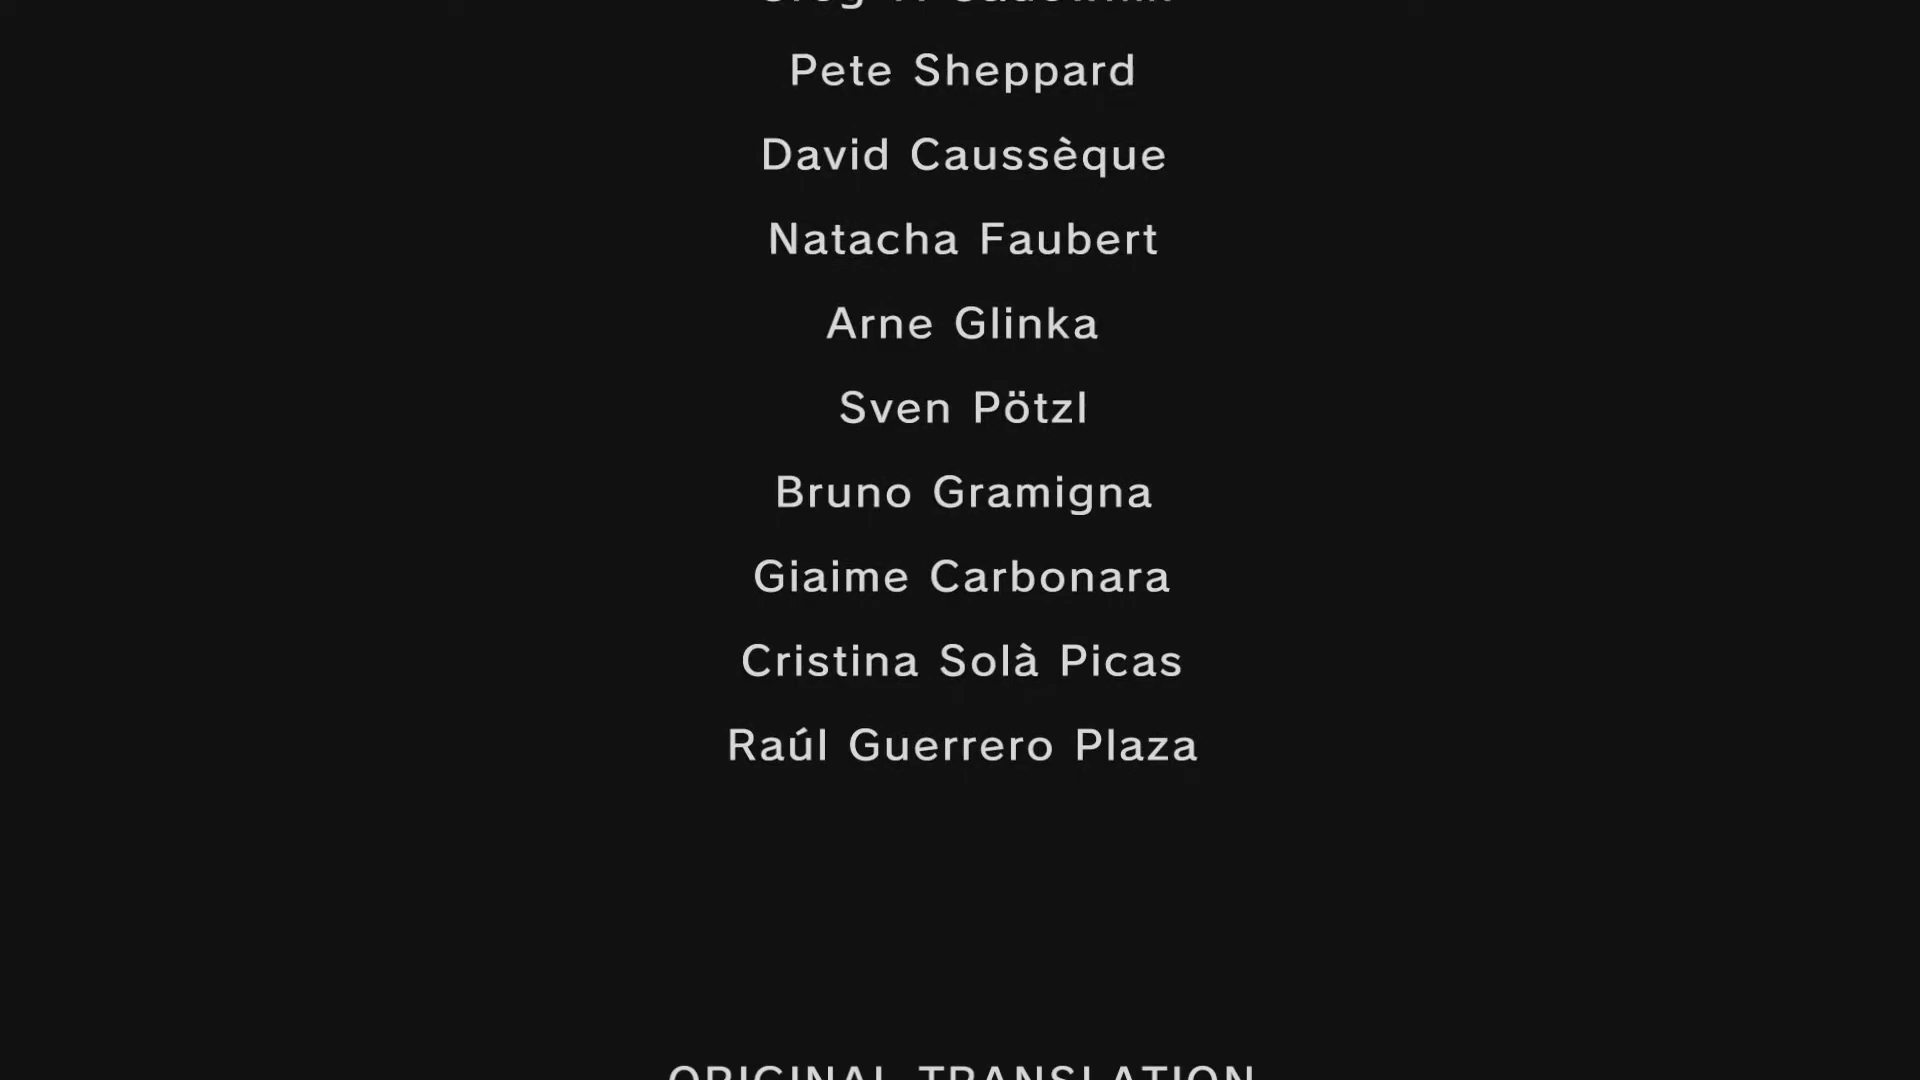 Pete Sheppard
David Caussèque
Natacha Faubert
Arne Glinka
Sven Pötzl
Bruno Gramigna
Giaime Carbonara
Cristina Solà Picas
Raúl Guerrero Plaza
ORIGINAL TRANSLATION